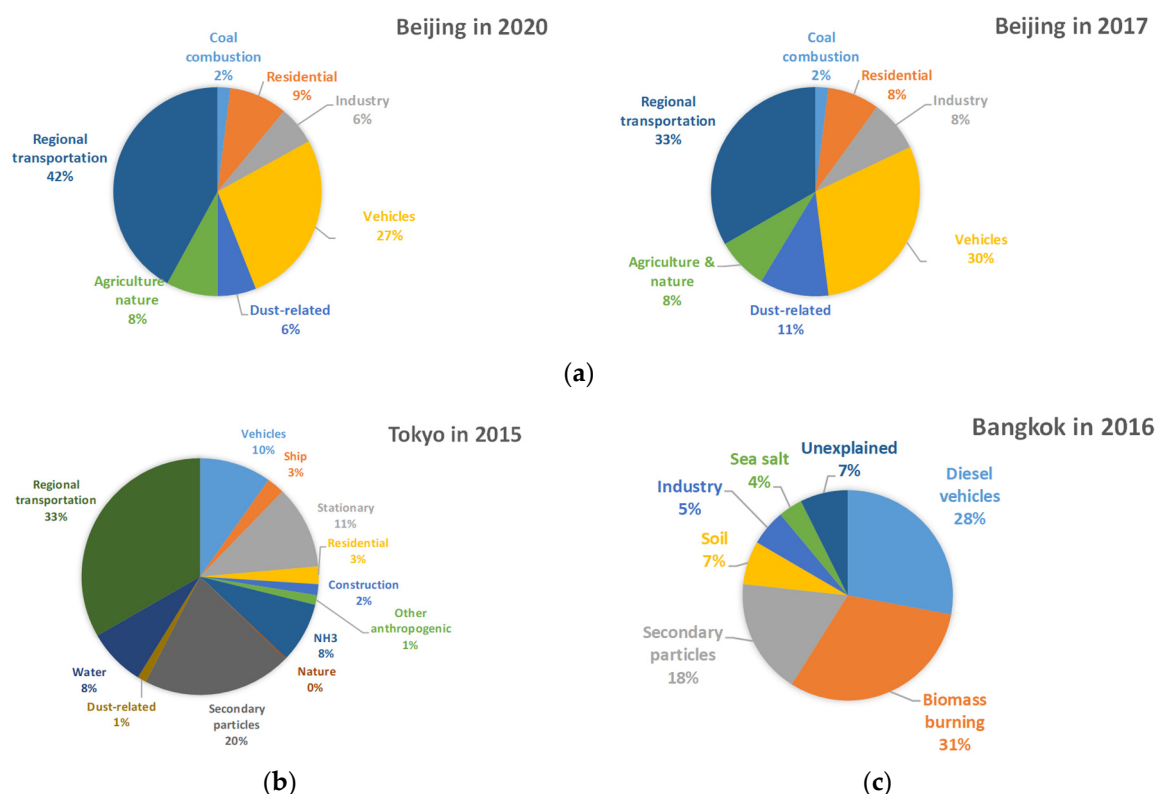 Beijing in 2020
Coal
combustion
2%
Residential
9%
Industry
6%
Regional
transportation
42%
Vehicles
27%
Agriculture
nature
8%
Dust-related
6%
Beijing in 2017
Coal
combustion
2%
Residential
8%
Industry
8%
Regional
transportation
33%
Vehicles
30%
Agriculture &
nature
8%
Dust-related
11%
(a)
Tokyo in 2015
Vehicles
10%
Ship
3%
Regional
transportation
33%
Stationary
11%
Residential
3%
Construction
2%
Other
anthropogenic
1%
NH3
8%
Nature
0%
Water
8%
Dust-related
1%
Secondary
particles
20%
(b)
Bangkok in 2016
Unexplained
7%
Sea salt
4%
Diesel
vehicles
28%
Industry
5%
Soil
7%
Secondary
particles
18%
Biomass
burning
31%
(c)